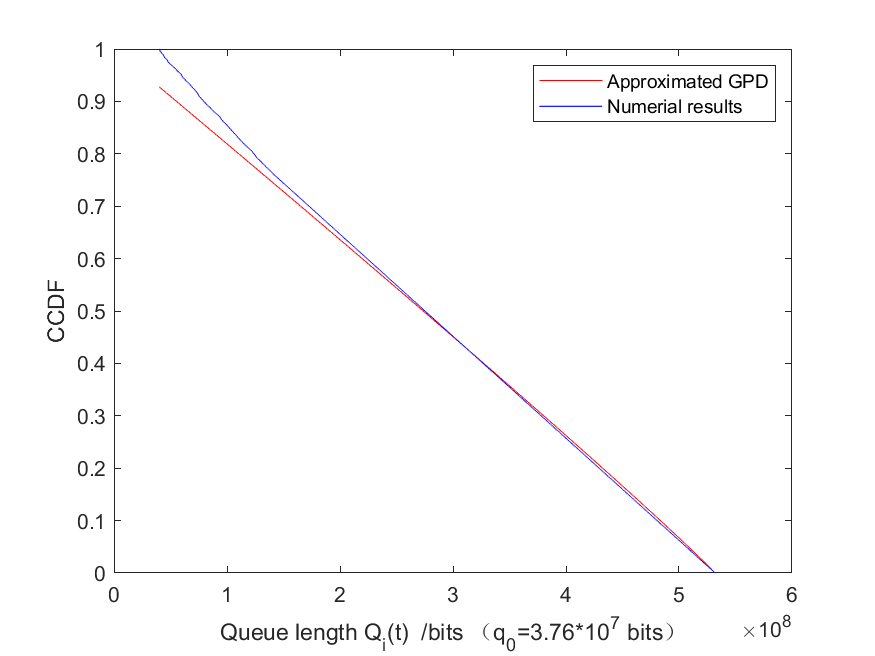 Approximated GPD
Numerial results
1
0.9
0.8
0.7
0.6
0.5
0.4
0.3
0.2
0.1
0
CCDF
0 1 2 3 4 5 6
×10^8
Queue length Q_i(t) /bits （q_0=3.76*10^7 bits）